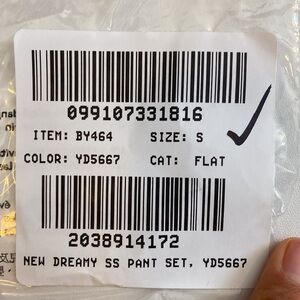 099107331816
ITEM: BY464 SIZE: S
COLOR: YD5667 CAT: FLAT
2038914172
NEW DREAMY SS PANT SET, YD5667